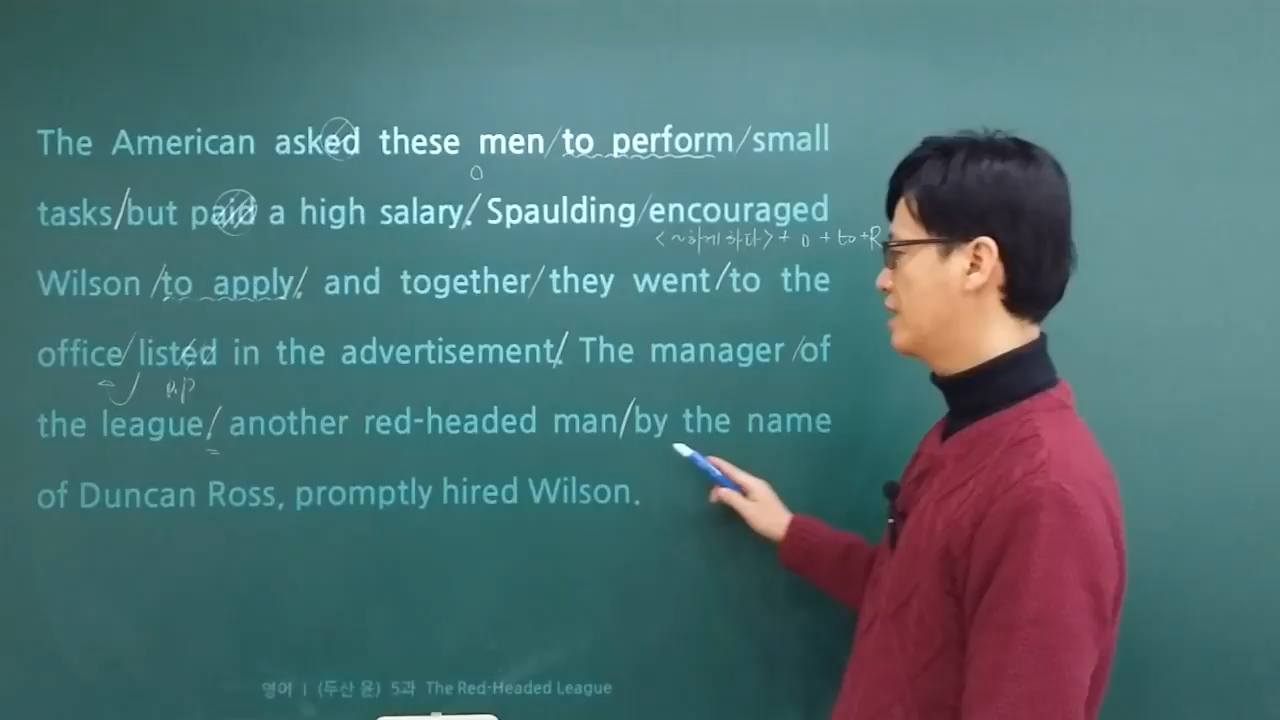 The American asked these men/to perform/small
O
tasks/but paid a high salary./Spaulding/encouraged
<~하게 하다> + O + to+R
Wilson/to apply,/and together/they went/to the
office/listed in the advertisement./The manager/of
p.p
the league,/another red-headed man/by the name
of Duncan Ross, promptly hired Wilson.
영어 I (두산 윤) 5과 The Red-Headed League